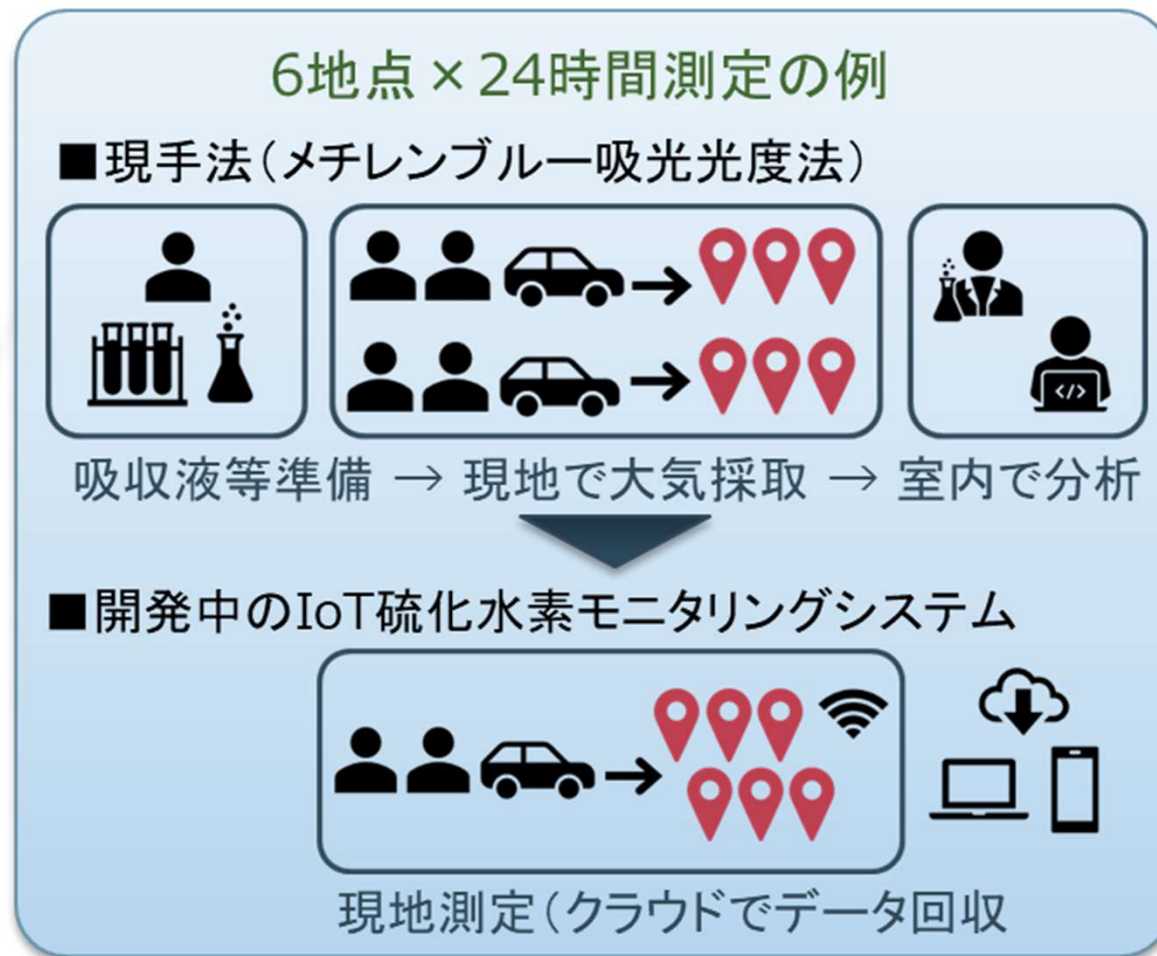 6地点×24時間測定の例
■現手法(メチレンブルー吸光光度法)
</>
吸収液等準備 → 現地で大気採取 → 室内で分析
■開発中のIoT硫化水素モニタリングシステム
現地測定(クラウドでデータ回収